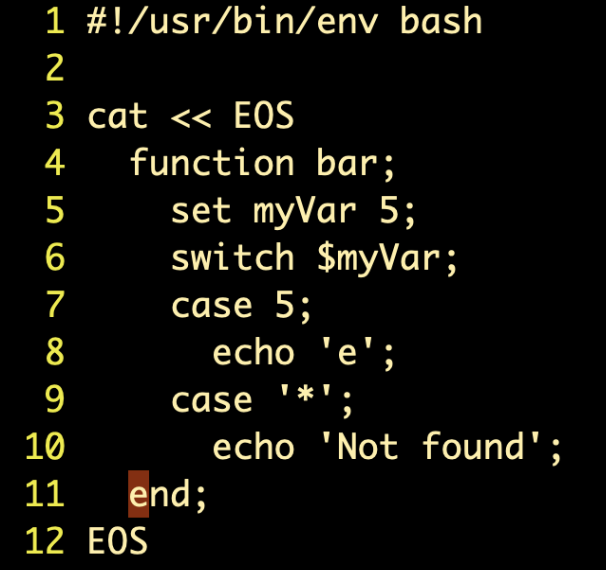 1 #!/usr/bin/env bash
2
3 cat << EOS
4   function bar;
5     set myVar 5;
6     switch $myVar;
7     case 5;
8       echo 'e';
9     case '*';
10       echo 'Not found';
11   end;
12 EOS